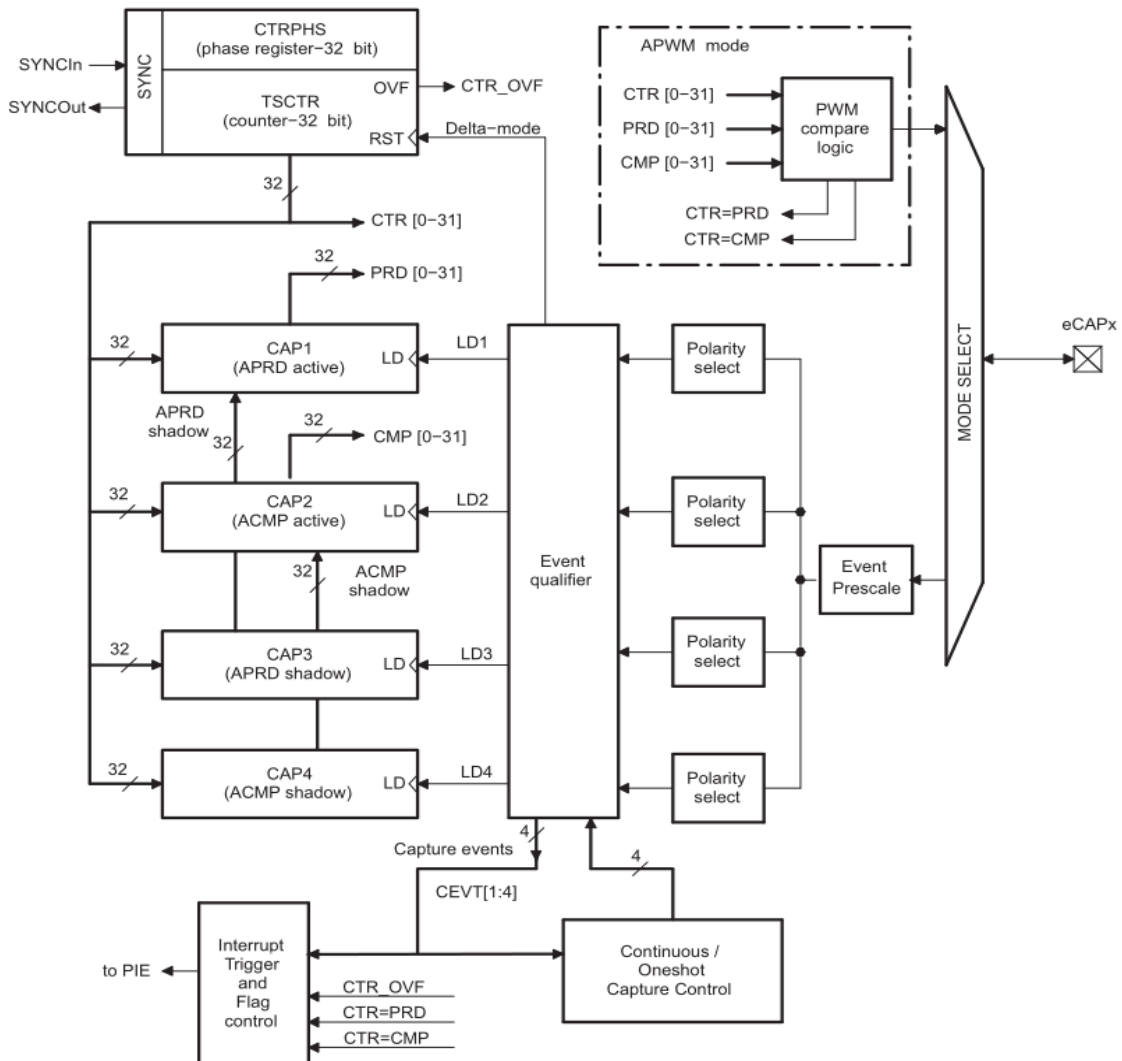 CTRPHS
(phase register−32 bit)
SYNCIn
SYNC
SYNCOut
OVF
CTR_OVF
TSCTR
(counter−32 bit)
RST
Delta−mode
32
CTR [0−31]
32
PRD [0−31]
APWM mode
CTR [0−31]
PRD [0−31]
CMP [0−31]
PWM
compare
logic
CTR=PRD
CTR=CMP
MODE SELECT
eCAPx
32
CAP1
(APRD active)
LD
LD1
Polarity
select
APRD
shadow
32
32
CMP [0−31]
32
CAP2
(ACMP active)
LD
LD2
Polarity
select
32
ACMP
shadow
Event
qualifier
Event
Prescale
32
CAP3
(APRD shadow)
LD
LD3
Polarity
select
32
CAP4
(ACMP shadow)
LD
LD4
Polarity
select
4
Capture events
4
CEVT[1:4]
to PIE
Interrupt
Trigger
and
Flag
control
CTR_OVF
CTR=PRD
CTR=CMP
Continuous /
Oneshot
Capture Control